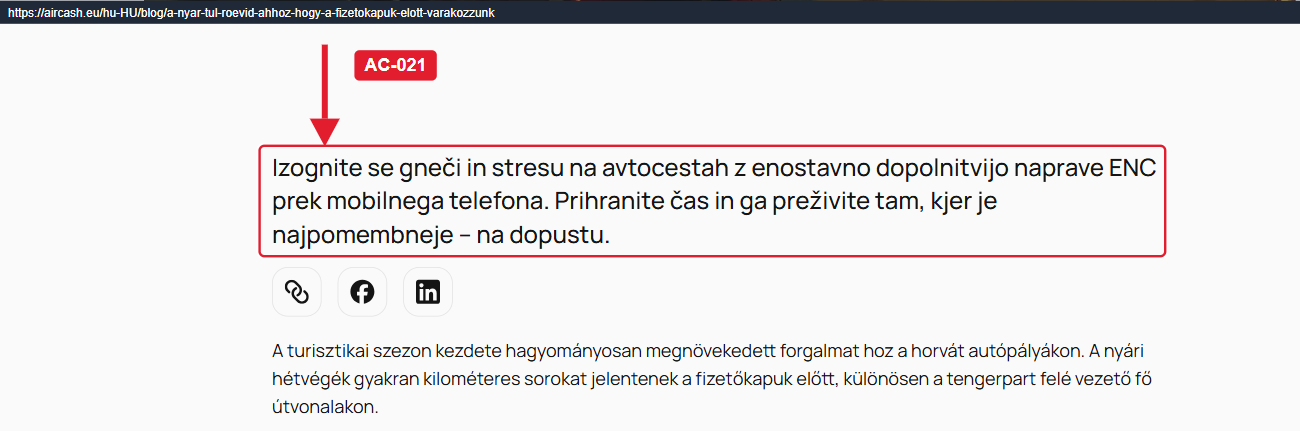 https://aircash.eu/hu-HU/blog/a-nyar-tul-roevid-ahhoz-hogy-a-fizetokapuk-elott-varakozzunk
AC-021
Izognite se gneči in stresu na avtocestah z enostavno dopolnitvijo naprave ENC
prek mobilnega telefona. Prihranite čas in ga preživite tam, kjer je
najpomembneje – na dopustu.
A turisztikai szezon kezdete hagyományosan megnövekedett forgalmat hoz a horvát autópályákon. A nyári
hétvégék gyakran kilométeres sorokat jelentenek a fizetőkapuk előtt, különösen a tengerpart felé vezető fő
útvonalakon.